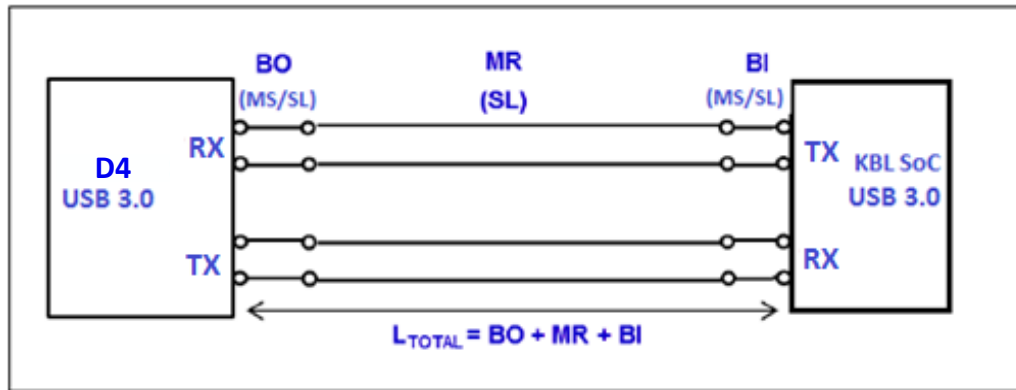 BO
MR
BI
(MS/SL)
(SL)
(MS/SL)
RX
TX
D4
USB 3.0
KBL SoC
USB 3.0
TX
RX
LTOTAL = BO + MR + BI